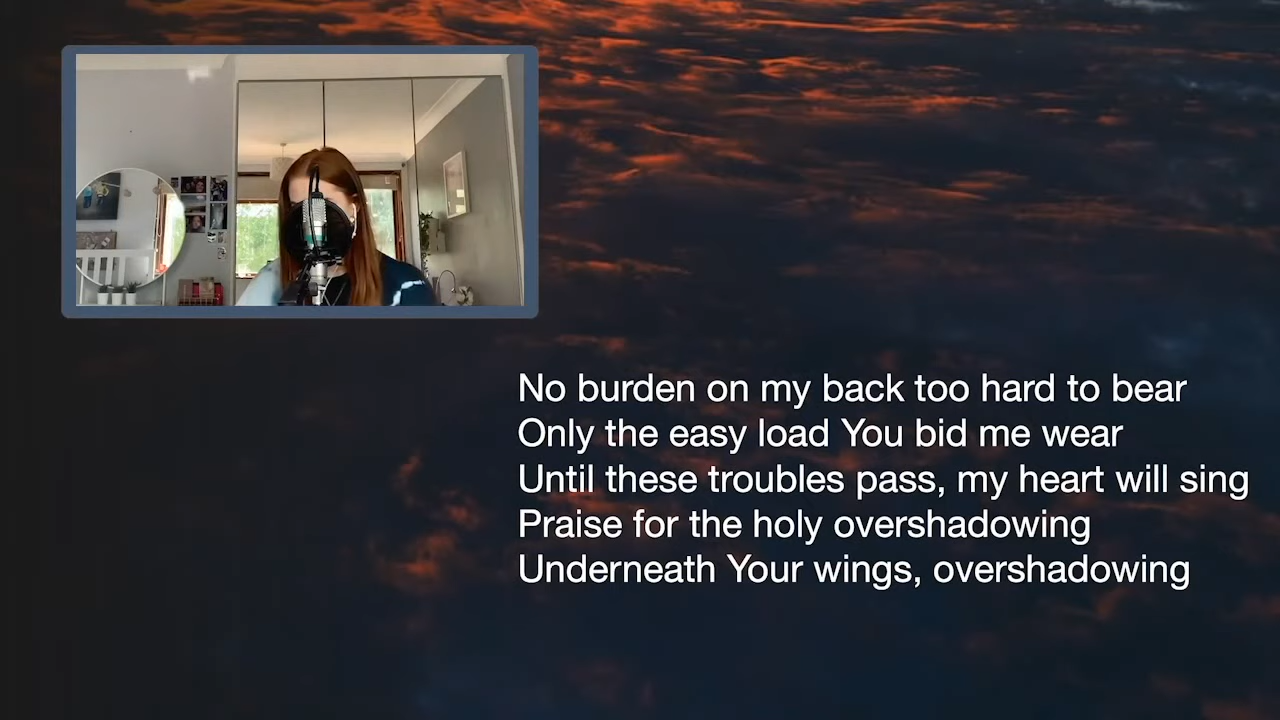 No burden on my back too hard to bear
Only the easy load You bid me wear
Until these troubles pass, my heart will sing
Praise for the holy overshadowing
Underneath Your wings, overshadowing